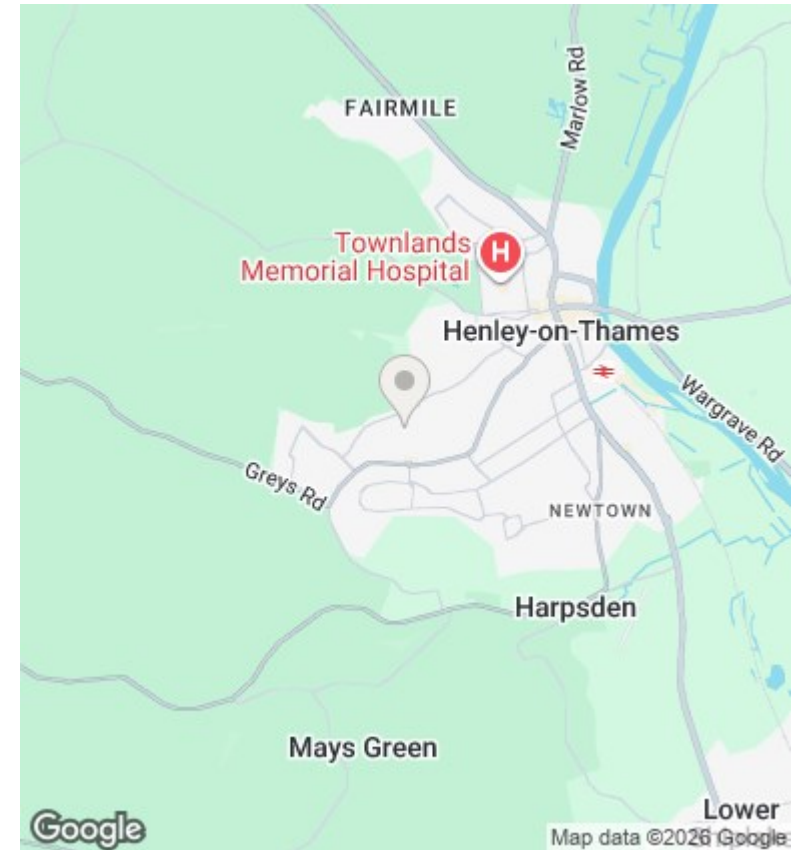 Marlow Rd
FAIRMILE
H
Townlands
Memorial Hospital
Henley-on-Thames
Wargrave Rd
Greys Rd
NEWTOWN
Harpsden
Mays Green
Lower
Google
Map data ©2026 Google